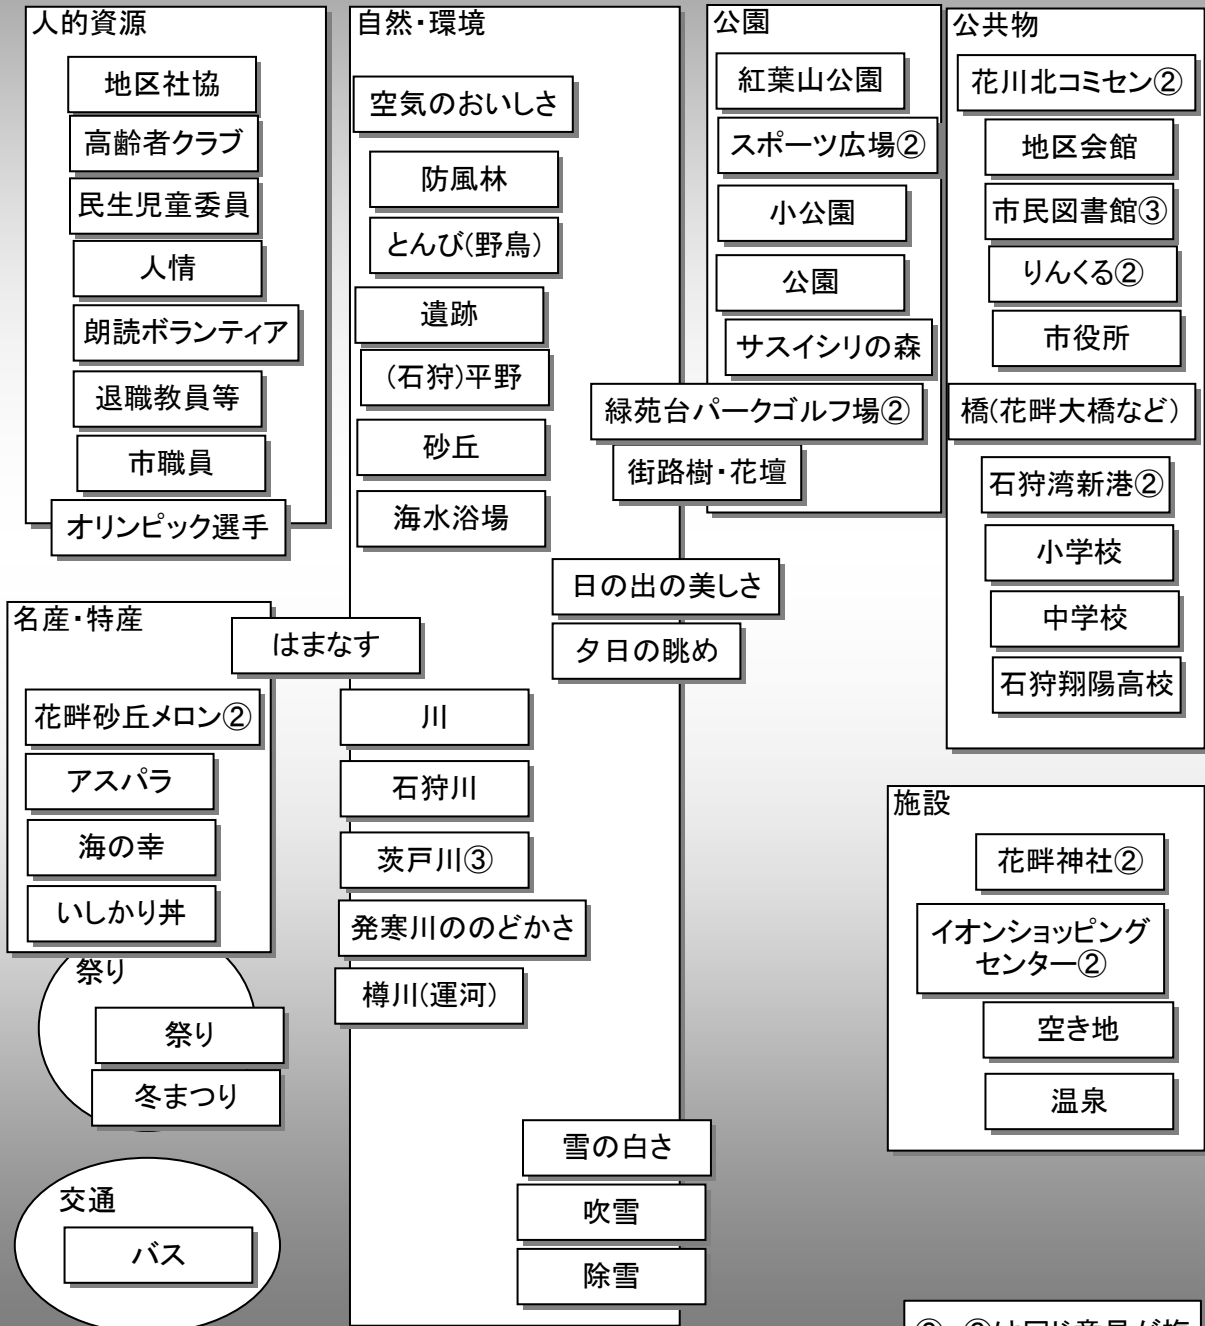 人的資源
地区社協
高齢者クラブ
民生児童委員
人情
朗読ボランティア
退職教員等
市職員
オリンピック選手
自然・環境
空気のおいしさ
防風林
とんび(野鳥)
遺跡
(石狩)平野
砂丘
海水浴場
日の出の美しさ
夕日の眺め
はまなす
川
石狩川
茨戸川③
発寒川ののどかさ
樽川(運河)
雪の白さ
吹雪
除雪
公園
紅葉山公園
スポーツ広場②
小公園
公園
サスイシリの森
緑苑台パークゴルフ場②
街路樹・花壇
公共物
花川北コミセン②
地区会館
市民図書館③
りんくる②
市役所
橋(花畔大橋など)
石狩湾新港②
小学校
中学校
石狩翔陽高校
名産・特産
花畔砂丘メロン②
アスパラ
海の幸
いしかり丼
祭り
祭り
冬まつり
交通
バス
施設
花畔神社②
イオンショッピング
センター②
空き地
温泉